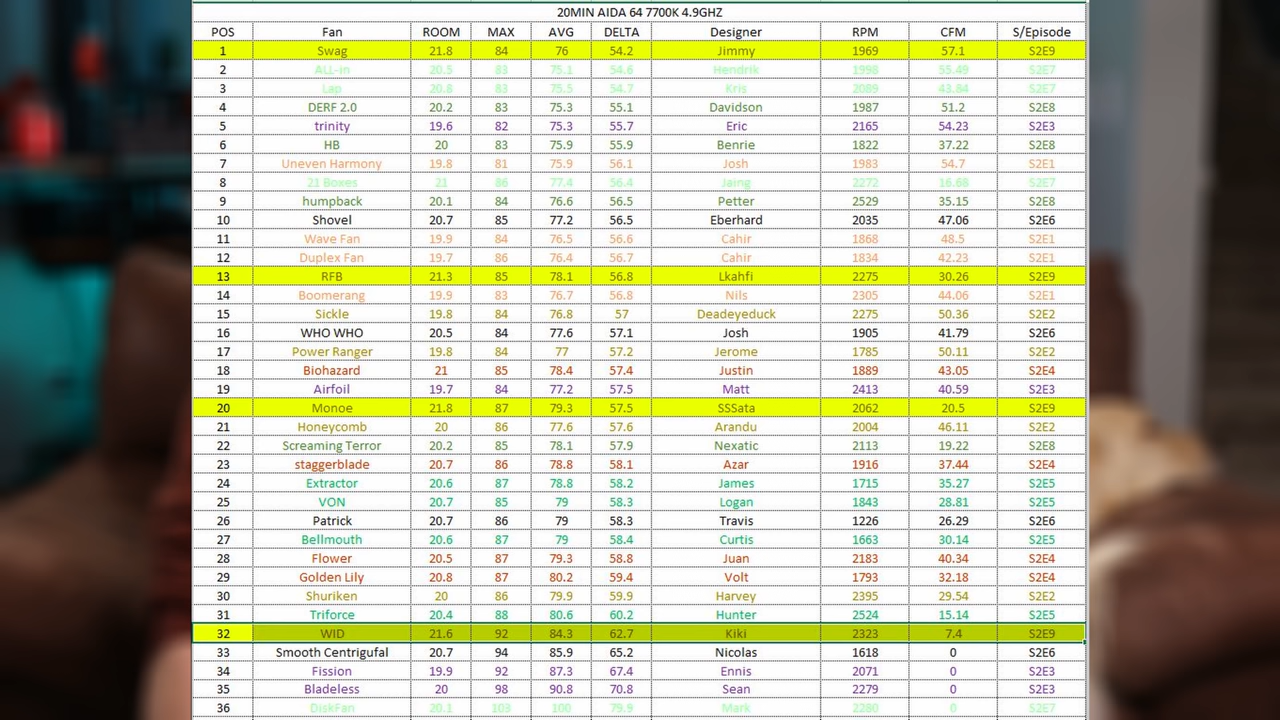 20MIN AIDA 64 7700K 4.9GHZ
POS Fan ROOM MAX AVG DELTA Designer RPM CFM S/Episode
1 Swag 21.8 84 76 54.2 Jimmy 1969 57.1 S2E9
2 ALL-in 20.5 83 75.1 54.6 Hendrik 1998 55.49 S2E7
3 Lap 20.8 83 75.5 54.7 Kris 2089 43.84 S2E7
4 DERF 2.0 20.2 83 75.3 55.1 Davidson 1987 51.2 S2E8
5 trinity 19.6 82 75.3 55.7 Eric 2165 54.23 S2E3
6 HB 20 83 75.9 55.9 Benrie 1822 37.22 S2E8
7 Uneven Harmony 19.8 81 75.9 56.1 Josh 1983 54.7 S2E1
8 21 Boxes 21 86 77.4 56.4 Jaing 2272 16.68 S2E7
9 humpback 20.1 84 76.6 56.5 Petter 2529 35.15 S2E8
10 Shovel 20.7 85 77.2 56.5 Eberhard 2035 47.06 S2E6
11 Wave Fan 19.9 84 76.5 56.6 Cahir 1868 48.5 S2E1
12 Duplex Fan 19.7 86 76.4 56.7 Cahir 1834 42.23 S2E1
13 RFB 21.3 85 78.1 56.8 Lkahfi 2275 30.26 S2E9
14 Boomerang 19.9 83 76.7 56.8 Nils 2305 44.06 S2E1
15 Sickle 19.8 84 76.8 57 Deadeyeduck 2275 50.36 S2E2
16 WHO WHO 20.5 84 77.6 57.1 Josh 1905 41.79 S2E6
17 Power Ranger 19.8 84 77 57.2 Jerome 1785 50.11 S2E2
18 Biohazard 21 85 78.4 57.4 Justin 1889 43.05 S2E4
19 Airfoil 19.7 84 77.2 57.5 Matt 2413 40.59 S2E3
20 Monoe 21.8 87 79.3 57.5 SSSata 2062 20.5 S2E9
21 Honeycomb 20 86 77.6 57.6 Arandu 2004 46.11 S2E2
22 Screaming Terror 20.2 85 78.1 57.9 Nexatic 2113 19.22 S2E8
23 staggerblade 20.7 86 78.8 58.1 Azar 1916 37.44 S2E4
24 Extractor 20.6 87 78.8 58.2 James 1715 35.27 S2E5
25 VON 20.7 85 79 58.3 Logan 1843 28.81 S2E5
26 Patrick 20.7 86 79 58.3 Travis 1226 26.29 S2E6
27 Bellmouth 20.6 87 79 58.4 Curtis 1663 30.14 S2E5
28 Flower 20.5 87 79.3 58.8 Juan 2183 40.34 S2E4
29 Golden Lily 20.8 87 80.2 59.4 Volt 1793 32.18 S2E4
30 Shuriken 20 86 79.9 59.9 Harvey 2395 29.54 S2E2
31 Triforce 20.4 88 80.6 60.2 Hunter 2524 15.14 S2E5
32 WID 21.6 92 84.3 62.7 Kiki 2323 7.4 S2E9
33 Smooth Centrigufal 20.7 94 85.9 65.2 Nicolas 1618 0 S2E6
34 Fission 19.9 92 87.3 67.4 Ennis 2071 0 S2E3
35 Bladeless 20 98 90.8 70.8 Sean 2279 0 S2E3
36 DiskFan 20.1 103 100 79.9 Mark 2280 0 S2E7